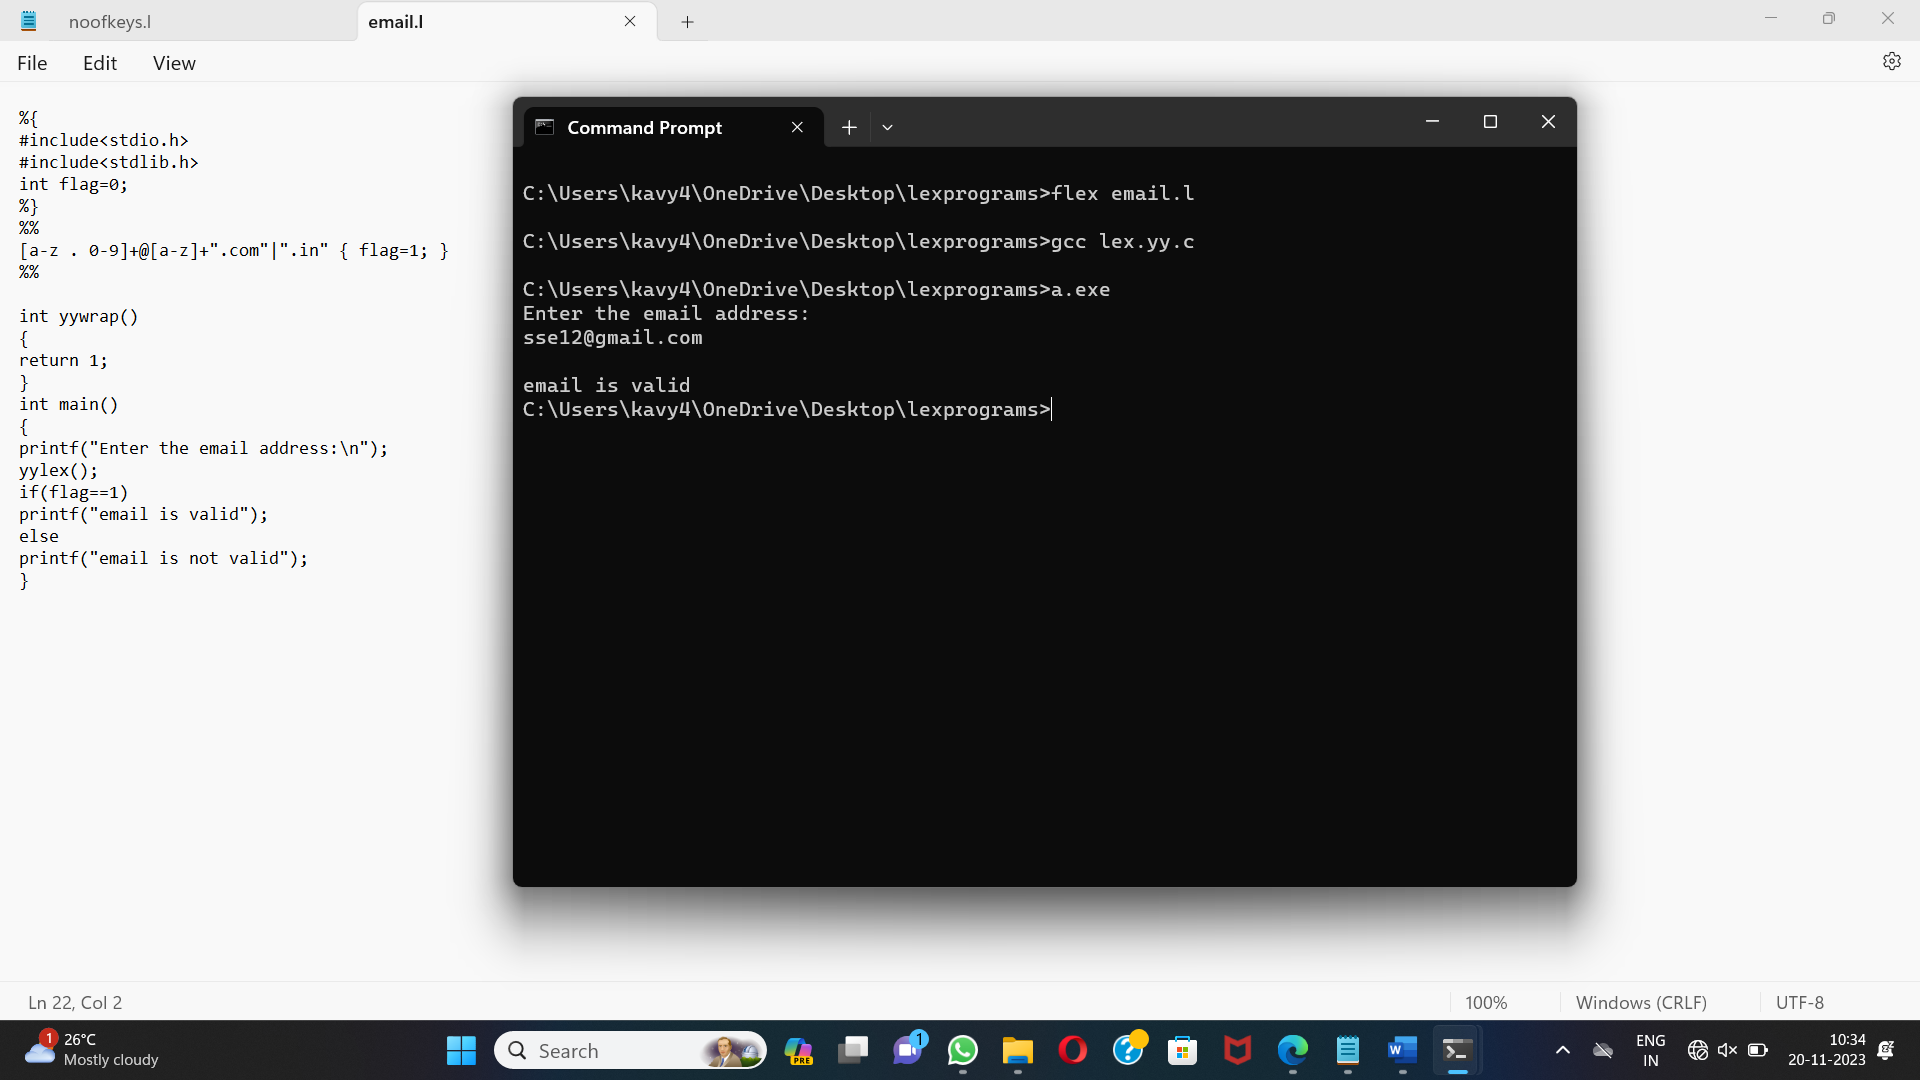 noofkeys.l
email.l
File Edit View
%{
#include<stdio.h>
#include<stdlib.h>
int flag=0;
%}
%%
[a-z . 0-9]+@[a-z]+".com"|".in" { flag=1; }
%%
int yywrap()
{
return 1;
}
int main()
{
printf("Enter the email address:\n");
yylex();
if(flag==1)
printf("email is valid");
else
printf("email is not valid");
}
Command Prompt
C:\Users\kavy4\OneDrive\Desktop\lexprograms>flex email.l
C:\Users\kavy4\OneDrive\Desktop\lexprograms>gcc lex.yy.c
C:\Users\kavy4\OneDrive\Desktop\lexprograms>a.exe
Enter the email address:
sse12@gmail.com
email is valid
C:\Users\kavy4\OneDrive\Desktop\lexprograms>
Ln 22, Col 2
100%
Windows (CRLF)
UTF-8
1
26°C
Mostly cloudy
Search
PRE
1
W
ENG
IN
10:34
20-11-2023